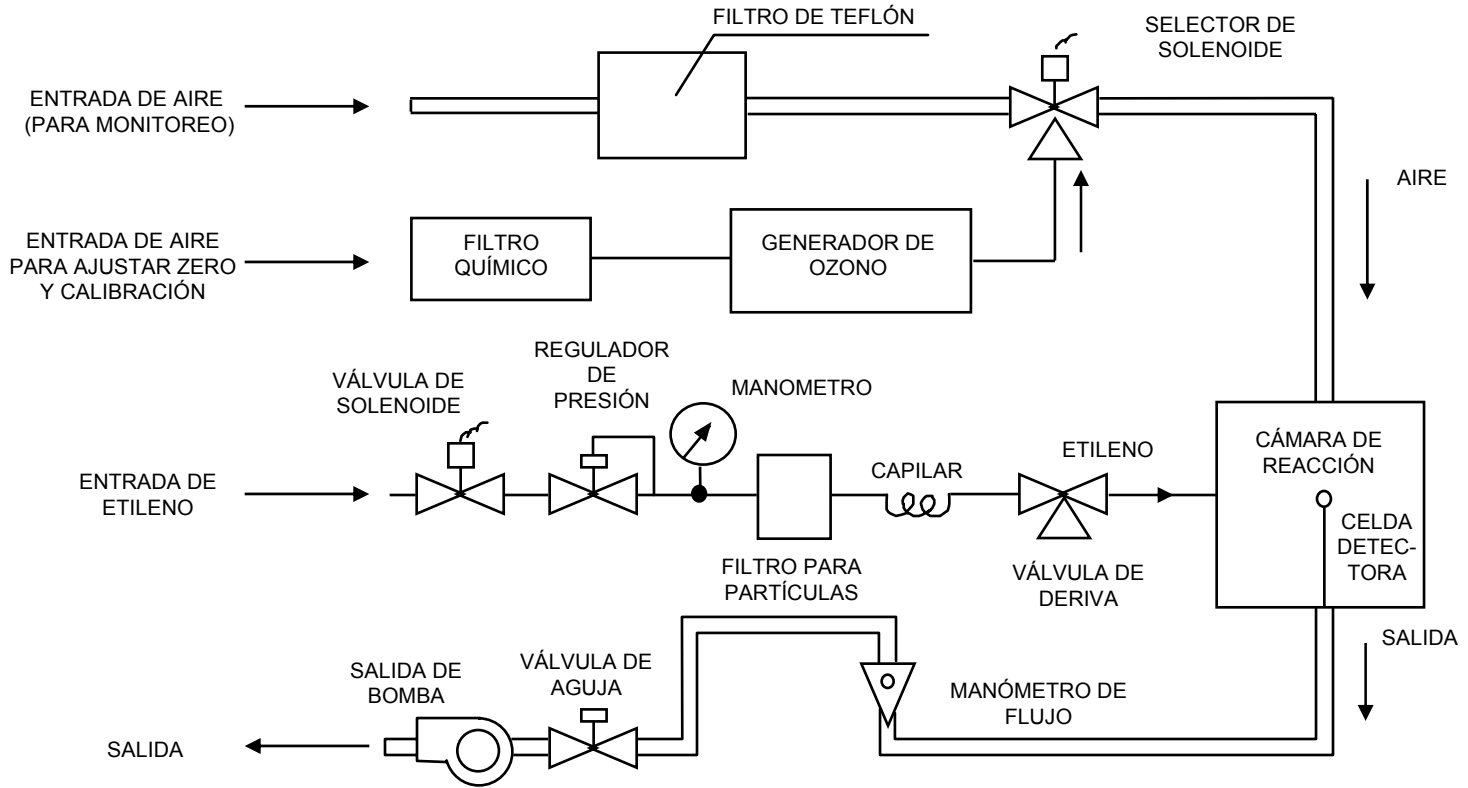 FILTRO DE TEFLÓN
SELECTOR DE
SOLENOIDE
ENTRADA DE AIRE
(PARA MONITOREO)
AIRE
ENTRADA DE AIRE
PARA AJUSTAR ZERO
Y CALIBRACIÓN
FILTRO
QUÍMICO
GENERADOR DE
OZONO
VÁLVULA DE
SOLENOIDE
REGULADOR
DE
PRESIÓN
MANOMETRO
ENTRADA DE
ETILENO
CAPILAR
ETILENO
CÁMARA DE
REACCIÓN
CELDA
DETEC-
TORA
FILTRO PARA
PARTÍCULAS
VÁLVULA DE
DERIVA
SALIDA
SALIDA DE
BOMBA
VÁLVULA DE
AGUJA
MANÓMETRO DE
FLUJO
SALIDA